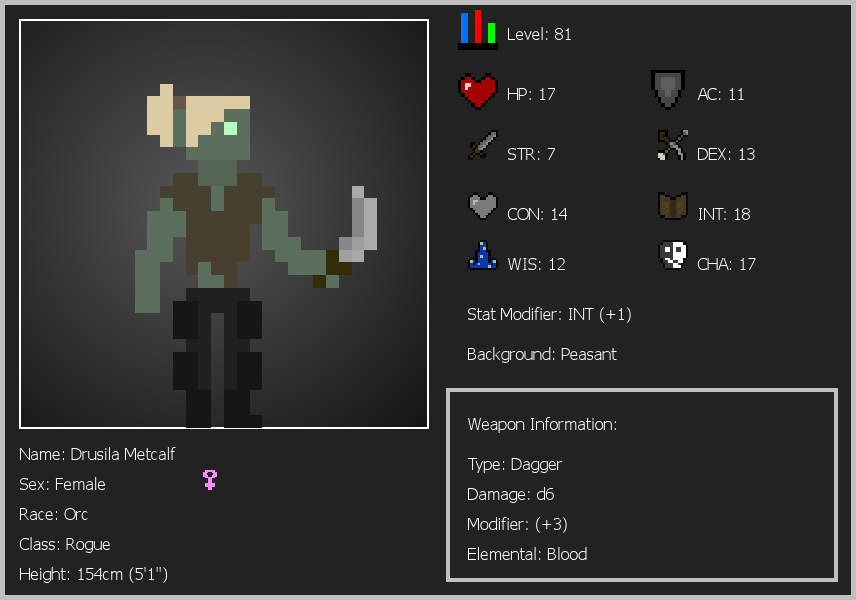 Level: 81
HP: 17
AC: 11
STR: 7
DEX: 13
CON: 14
INT: 18
WIS: 12
CHA: 17
Stat Modifier: INT (+1)
Background: Peasant
Weapon Information:
Type: Dagger
Damage: d6
Modifier: (+3)
Elemental: Blood
Name: Drusila Metcalf
Sex: Female
Race: Orc
Class: Rogue
Height: 154cm (5'1")